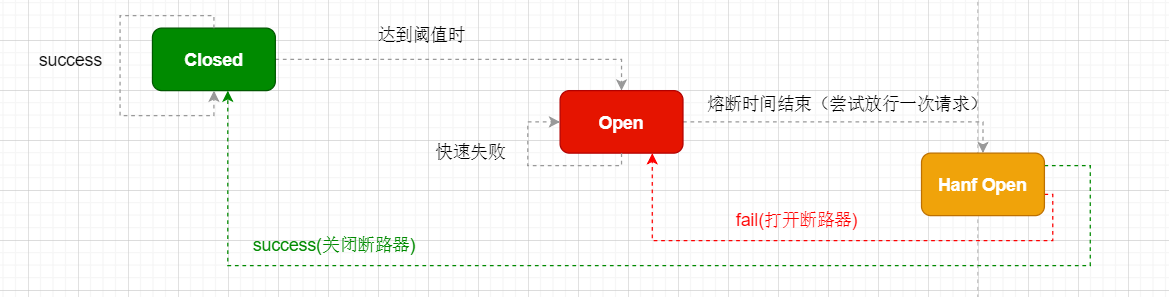 达到阈值时
success
Closed
熔断时间结束（尝试放行一次请求）
Open
快速失败
Hanf Open
fail(打开断路器)
success(关闭断路器)